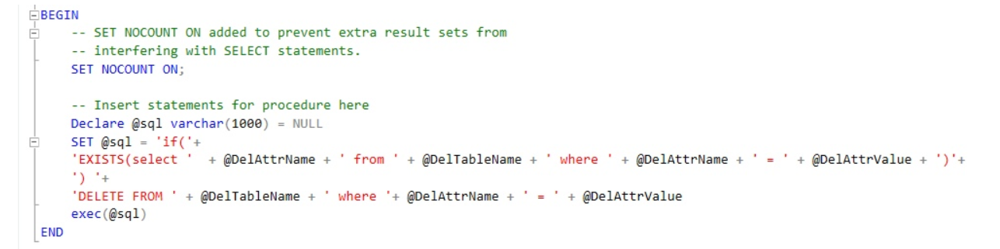 BEGIN
-- SET NOCOUNT ON added to prevent extra result sets from
-- interfering with SELECT statements.
SET NOCOUNT ON;
-- Insert statements for procedure here
Declare @sql varchar(1000) = NULL
SET @sql = 'if('+
'EXISTS(select '  + @DelAttrName + ' from ' + @DelTableName + ' where ' + @DelAttrName + ' = ' + @DelAttrValue + ')'+
') '+
'DELETE FROM ' + @DelTableName + ' where '+ @DelAttrName + ' = ' + @DelAttrValue
exec(@sql)
END